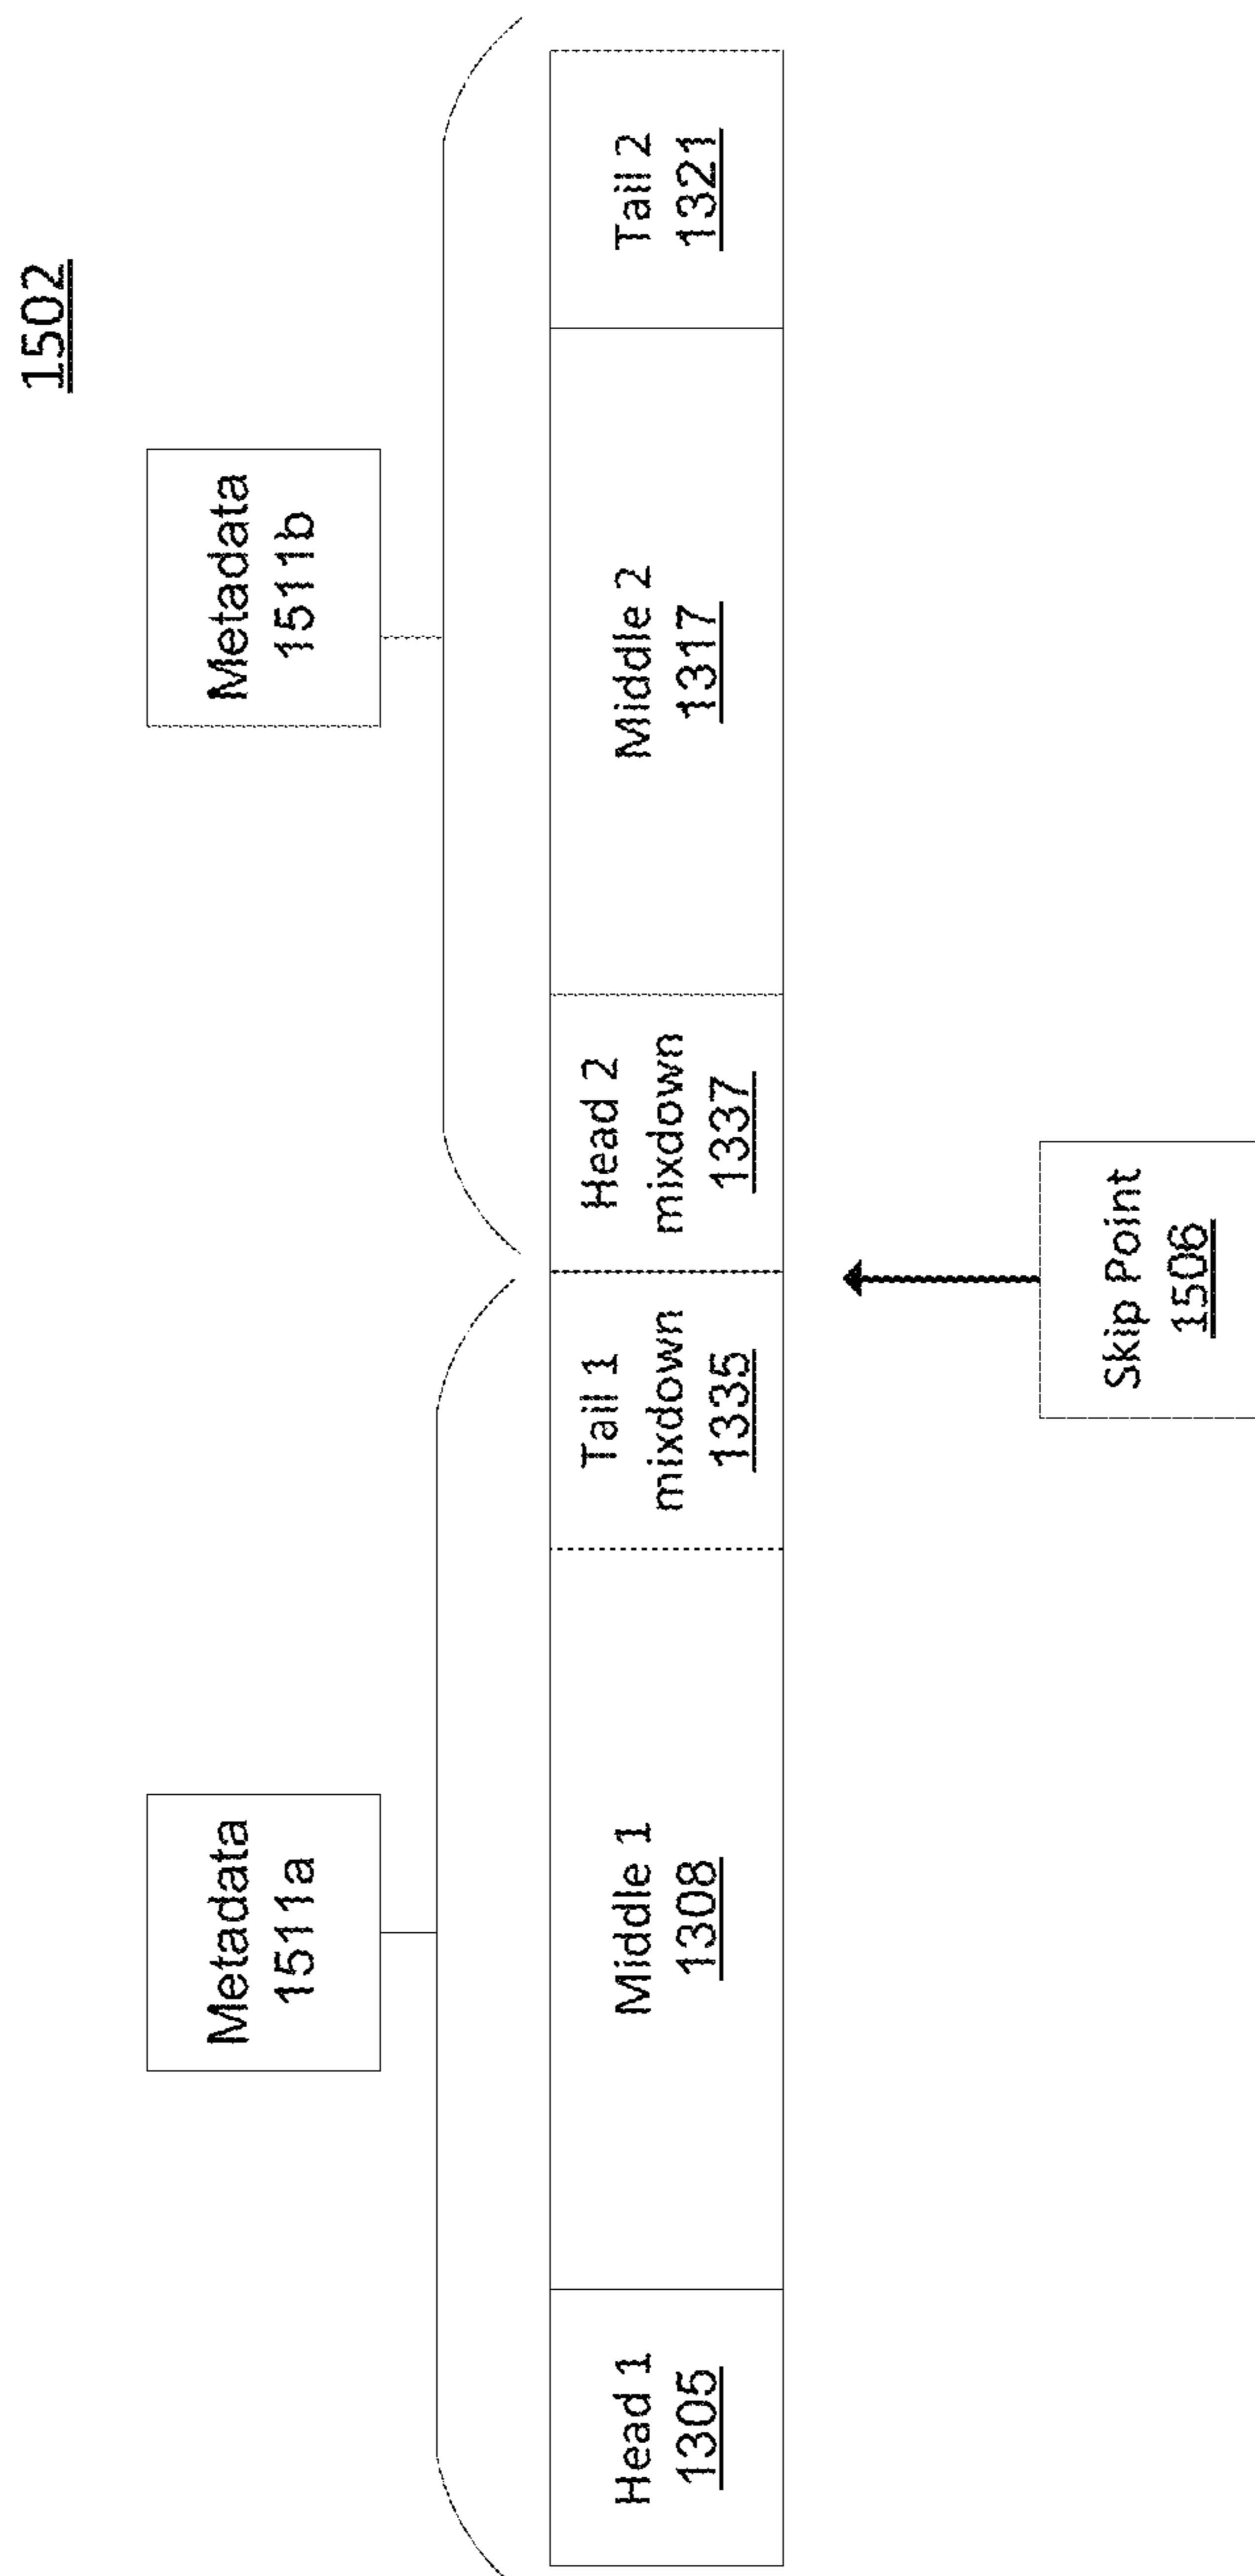 1502
Metadata
1511a
Metadata
1511b
Head 1
1305
Middle 1
1308
Tail 1
mixdown
1335
Head 2
mixdown
1337
Middle 2
1317
Tail 2
1321
Skip Point
1506